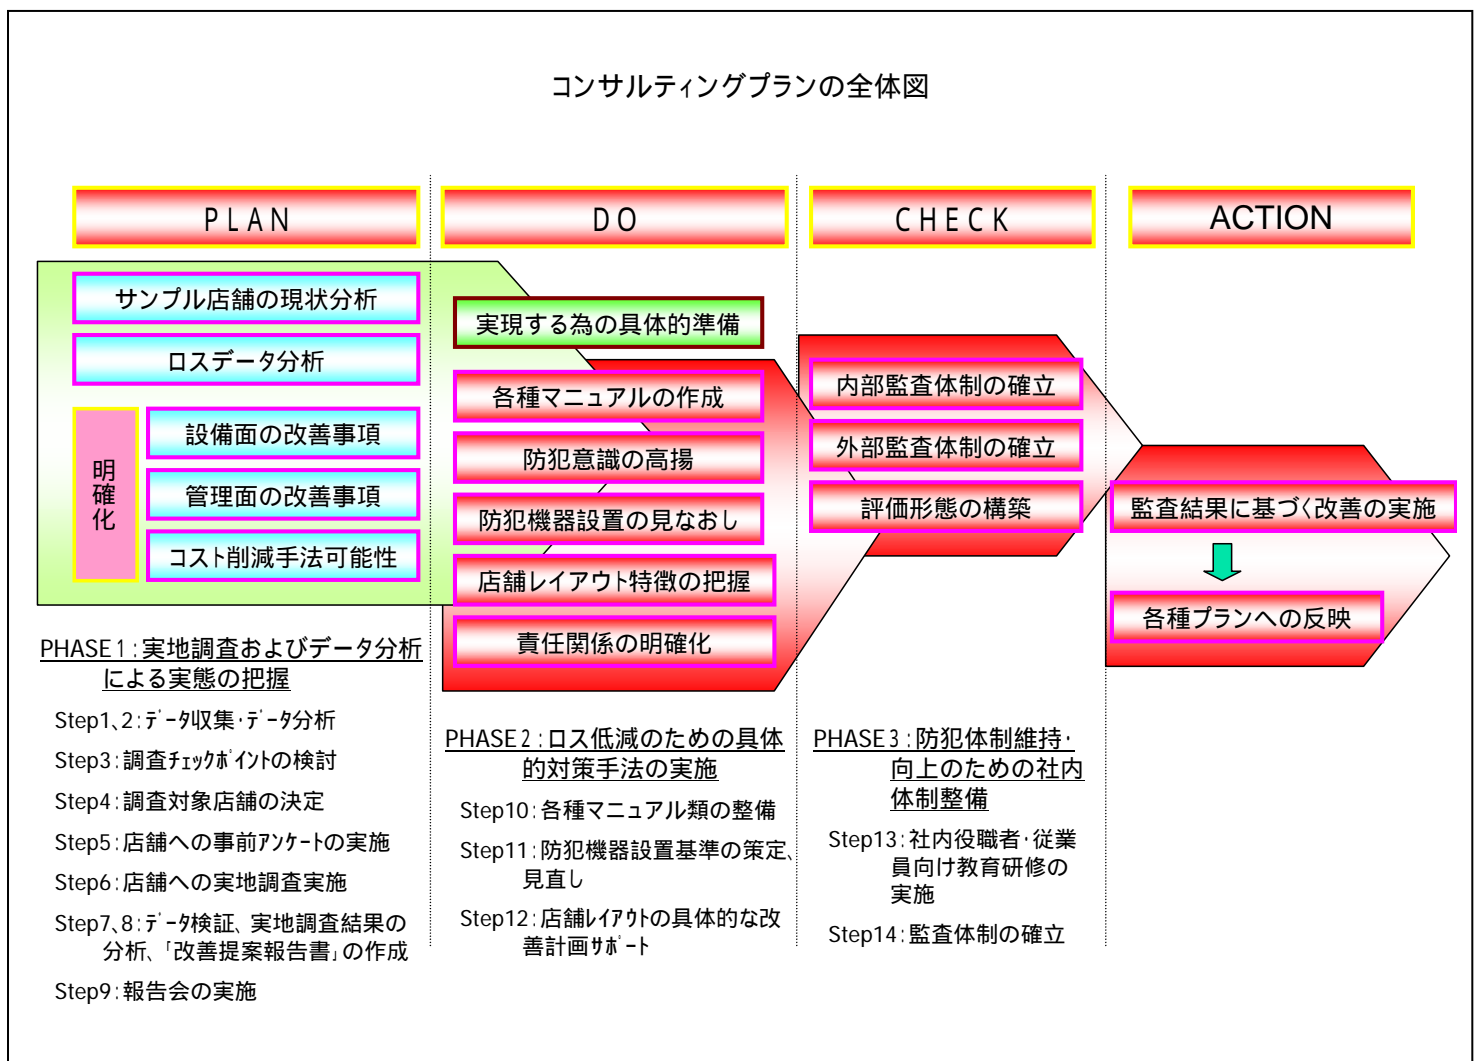 コンサルティングプランの全体図
PLAN
DO
CHECK
ACTION
サンプル店舗の現状分析
ロスデータ分析
明確化
設備面の改善事項
管理面の改善事項
コスト削減手法可能性
実現する為の具体的準備
各種マニュアルの作成
防犯意識の高揚
防犯機器設置の見なおし
店舗レイアウト特徴の把握
責任関係の明確化
内部監査体制の確立
外部監査体制の確立
評価形態の構築
監査結果に基づく改善の実施
各種プランへの反映
PHASE1:実地調査およびデータ分析
による実態の把握
Step1、2:ﾃﾞｰﾀ収集・ﾃﾞｰﾀ分析
Step3:調査ﾁｪｯｸﾎﾟｲﾝﾄの検討
Step4:調査対象店舗の決定
Step5:店舗への事前ｱﾝｹｰﾄの実施
Step6:店舗への実地調査実施
Step7、8:ﾃﾞｰﾀ検証、実地調査結果の
分析、「改善提案報告書」の作成
Step9:報告会の実施
PHASE2:ロス低減のための具体
的対策手法の実施
Step10:各種マニュアル類の整備
Step11:防犯機器設置基準の策定、
見直し
Step12:店舗ﾚｲｱｳﾄの具体的な改
善計画ｻﾎﾟｰﾄ
PHASE3:防犯体制維持・
向上のための社内
体制整備
Step13:社内役職者・従業
員向け教育研修の
実施
Step14:監査体制の確立